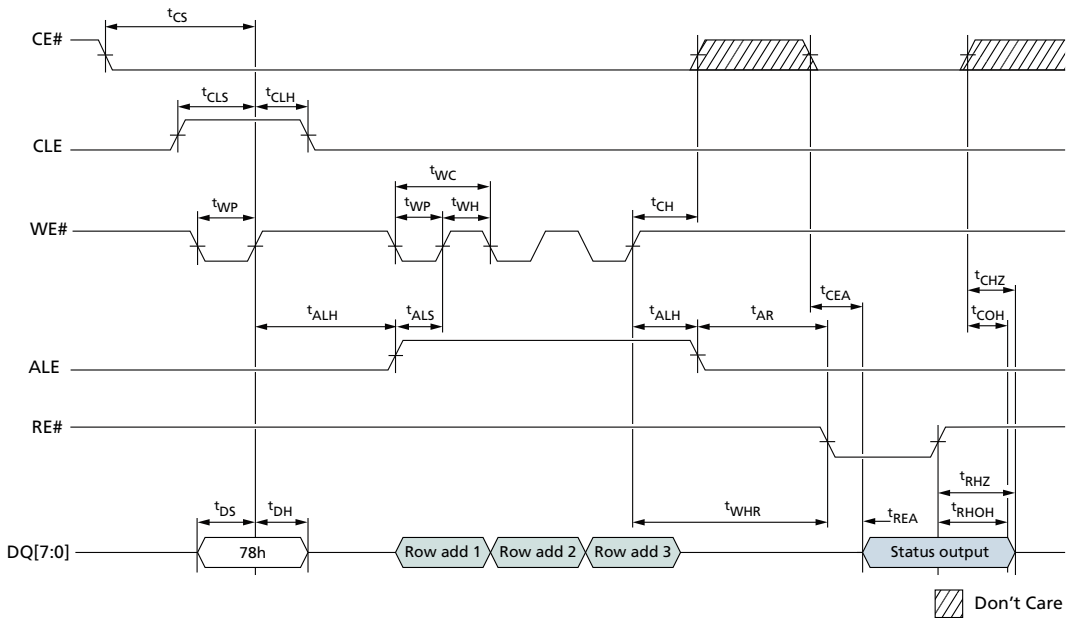 tCS
CE#
tCLS tCLH
CLE
tWC
tWP tWP tWH tCH
WE#
tCHZ
tCEA
tALH tALS tALH tAR tCOH
ALE
RE#
tRHZ
tDS tDH tWHR tREA tRHOH
DQ[7:0] 78h Row add 1 Row add 2 Row add 3 Status output
Don't Care